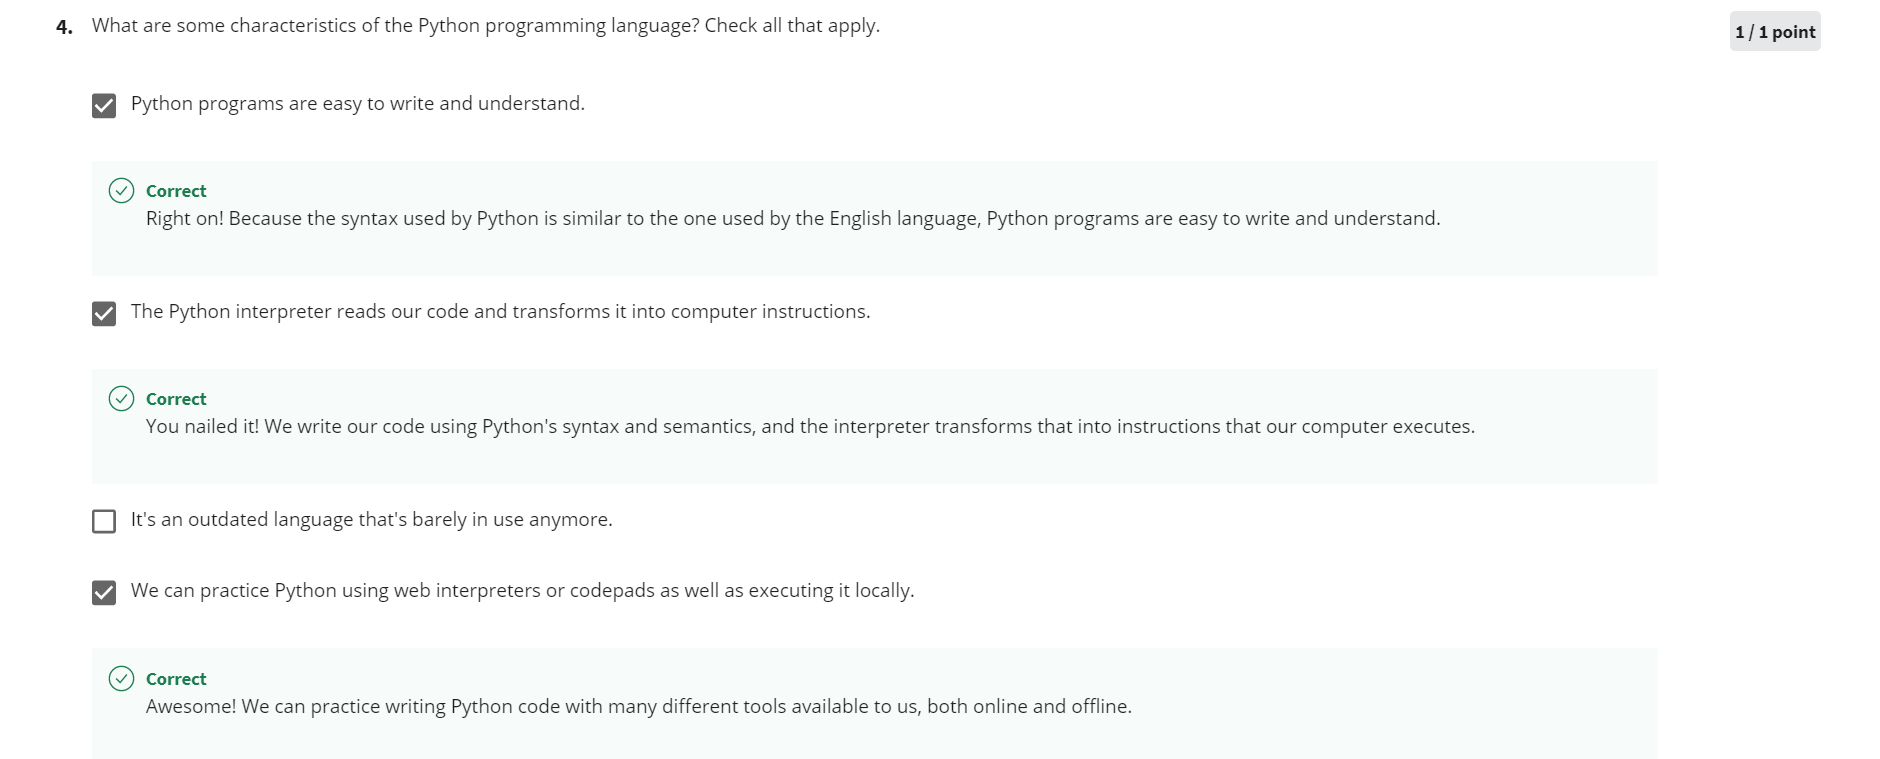 4. What are some characteristics of the Python programming language? Check all that apply.
1 / 1 point
Python programs are easy to write and understand.
Correct
Right on! Because the syntax used by Python is similar to the one used by the English language, Python programs are easy to write and understand.
The Python interpreter reads our code and transforms it into computer instructions.
Correct
You nailed it! We write our code using Python's syntax and semantics, and the interpreter transforms that into instructions that our computer executes.
It's an outdated language that's barely in use anymore.
We can practice Python using web interpreters or codepads as well as executing it locally.
Correct
Awesome! We can practice writing Python code with many different tools available to us, both online and offline.